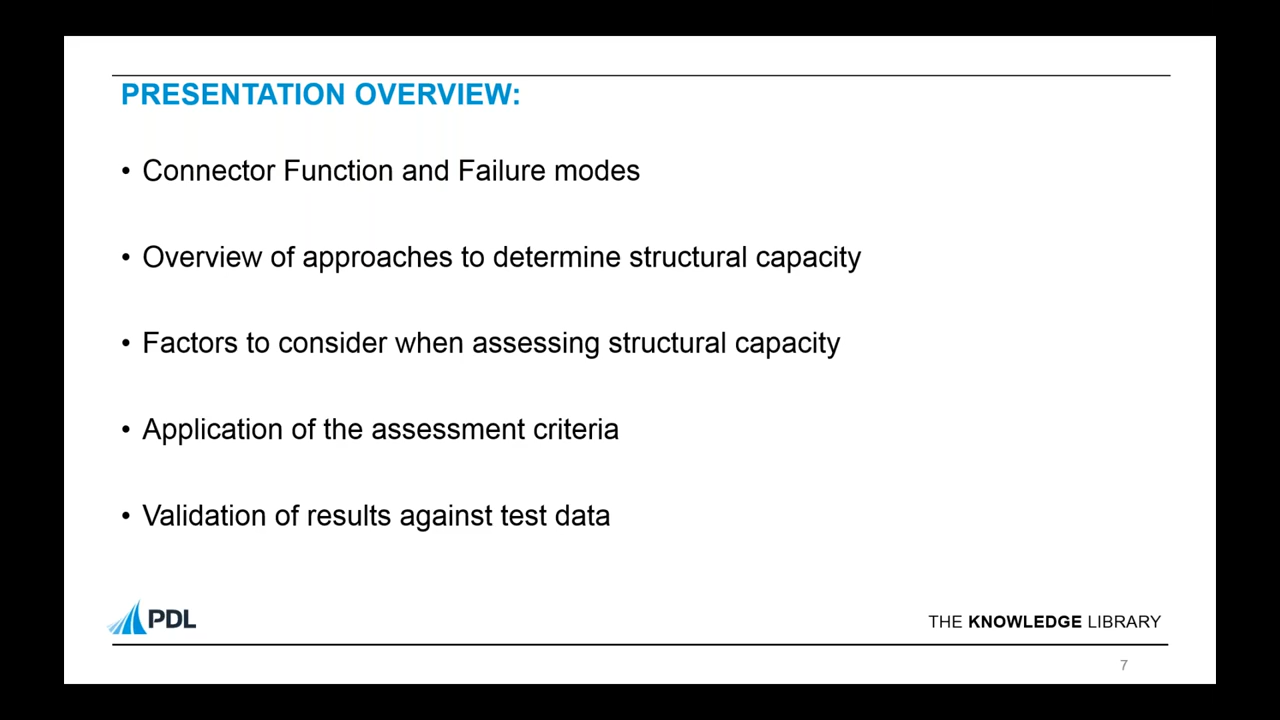 PRESENTATION OVERVIEW:
• Connector Function and Failure modes
• Overview of approaches to determine structural capacity
• Factors to consider when assessing structural capacity
• Application of the assessment criteria
• Validation of results against test data
PDL
THE KNOWLEDGE LIBRARY
7